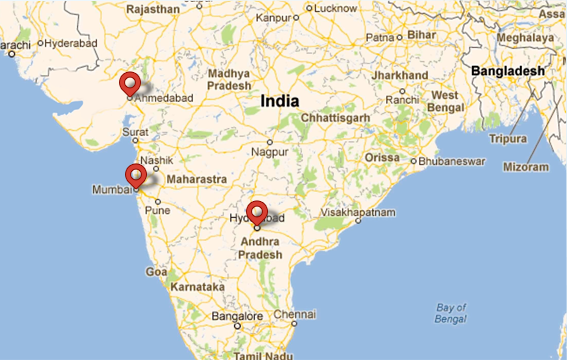 Rajasthan
Kanpur
Lucknow
Patna
Bihar
Assa
Meghalaya
arachi
Hyderabad
Madhya
Pradesh
Jharkhand
Ranchi
West
Bengal
Bangladesh
Ahmedabad
India
Chhattisgarh
Tripura
Mizoram
Surat
Nashik
Nagpur
Orissa
Bhubaneswar
Mumbai
Maharastra
Pune
Hyderabad
Visakhapatnam
Andhra
Pradesh
Goa
Karnataka
Bangalore
Chennai
Bay of
Bengal
Tamil Nadu